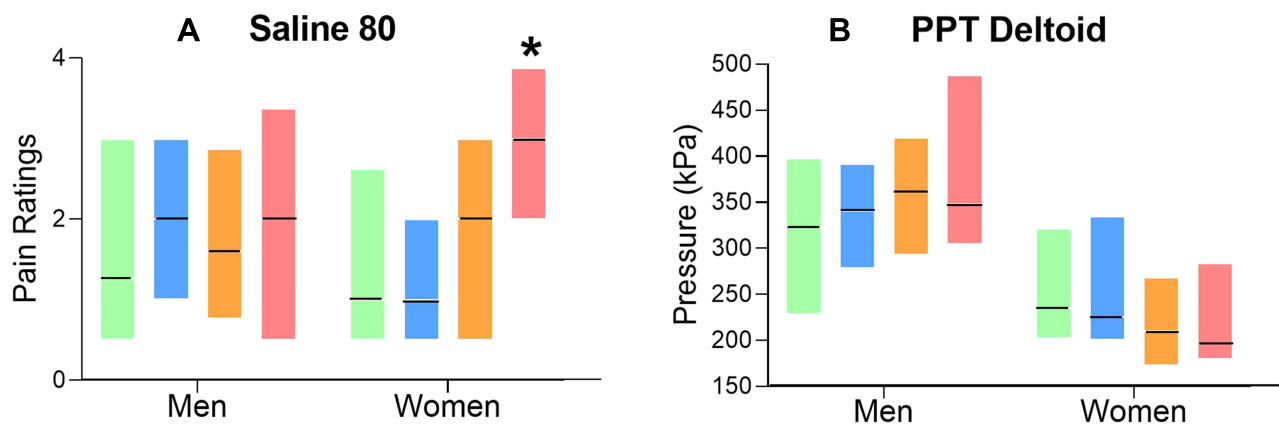 A Saline 80
*
4
2
0
Pain Ratings
Men Women
B PPT Deltoid
500
450
400
350
300
250
200
150
Pressure (kPa)
Men Women